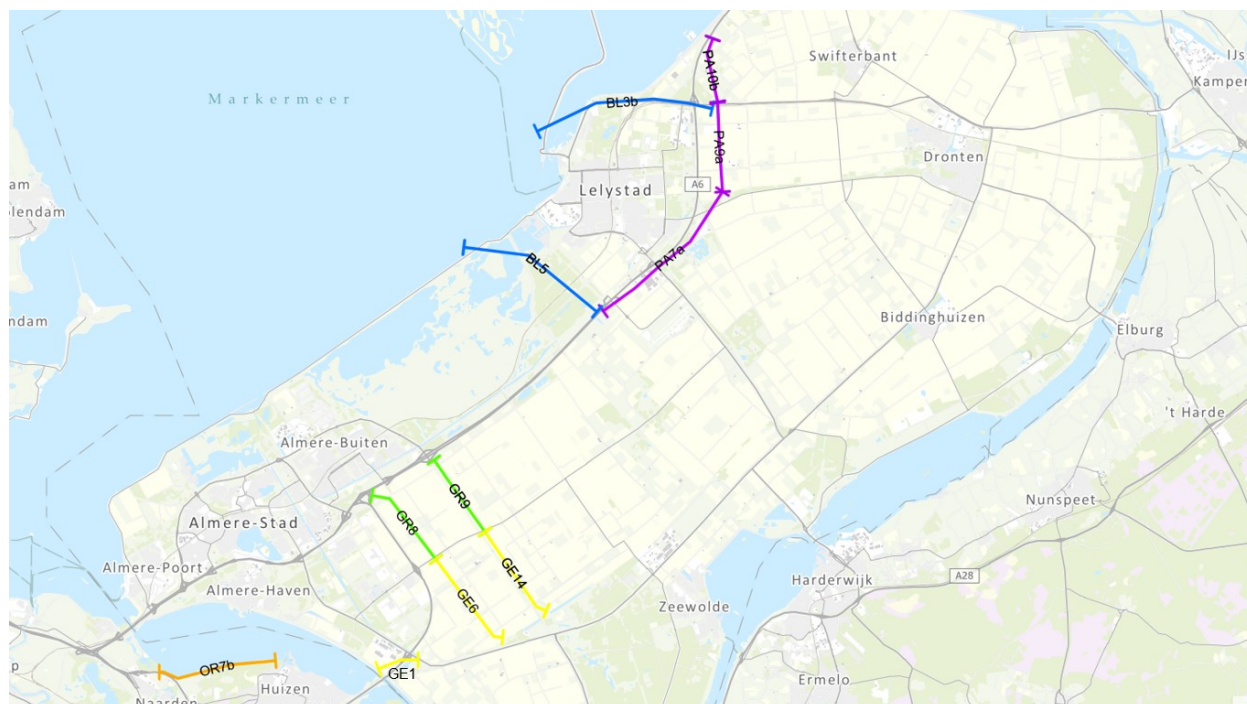 Swifterbant
IJs
Kamper
PA10b
Markermeer
BL3b
PA9a
Dronten
am
lendam
Lelystad
A6
PA7a
BL5
ndam
Biddinghuizen
Elburg
't Harde
Almere-Buiten
GR9
Nunspeet
GR8
Almere-Stad
Almere-Poort
Almere-Haven
GE14
GE6
Harderwijk
A28
Zeewolde
OR7b
GE1
Huizen
Naarden
Ermelo